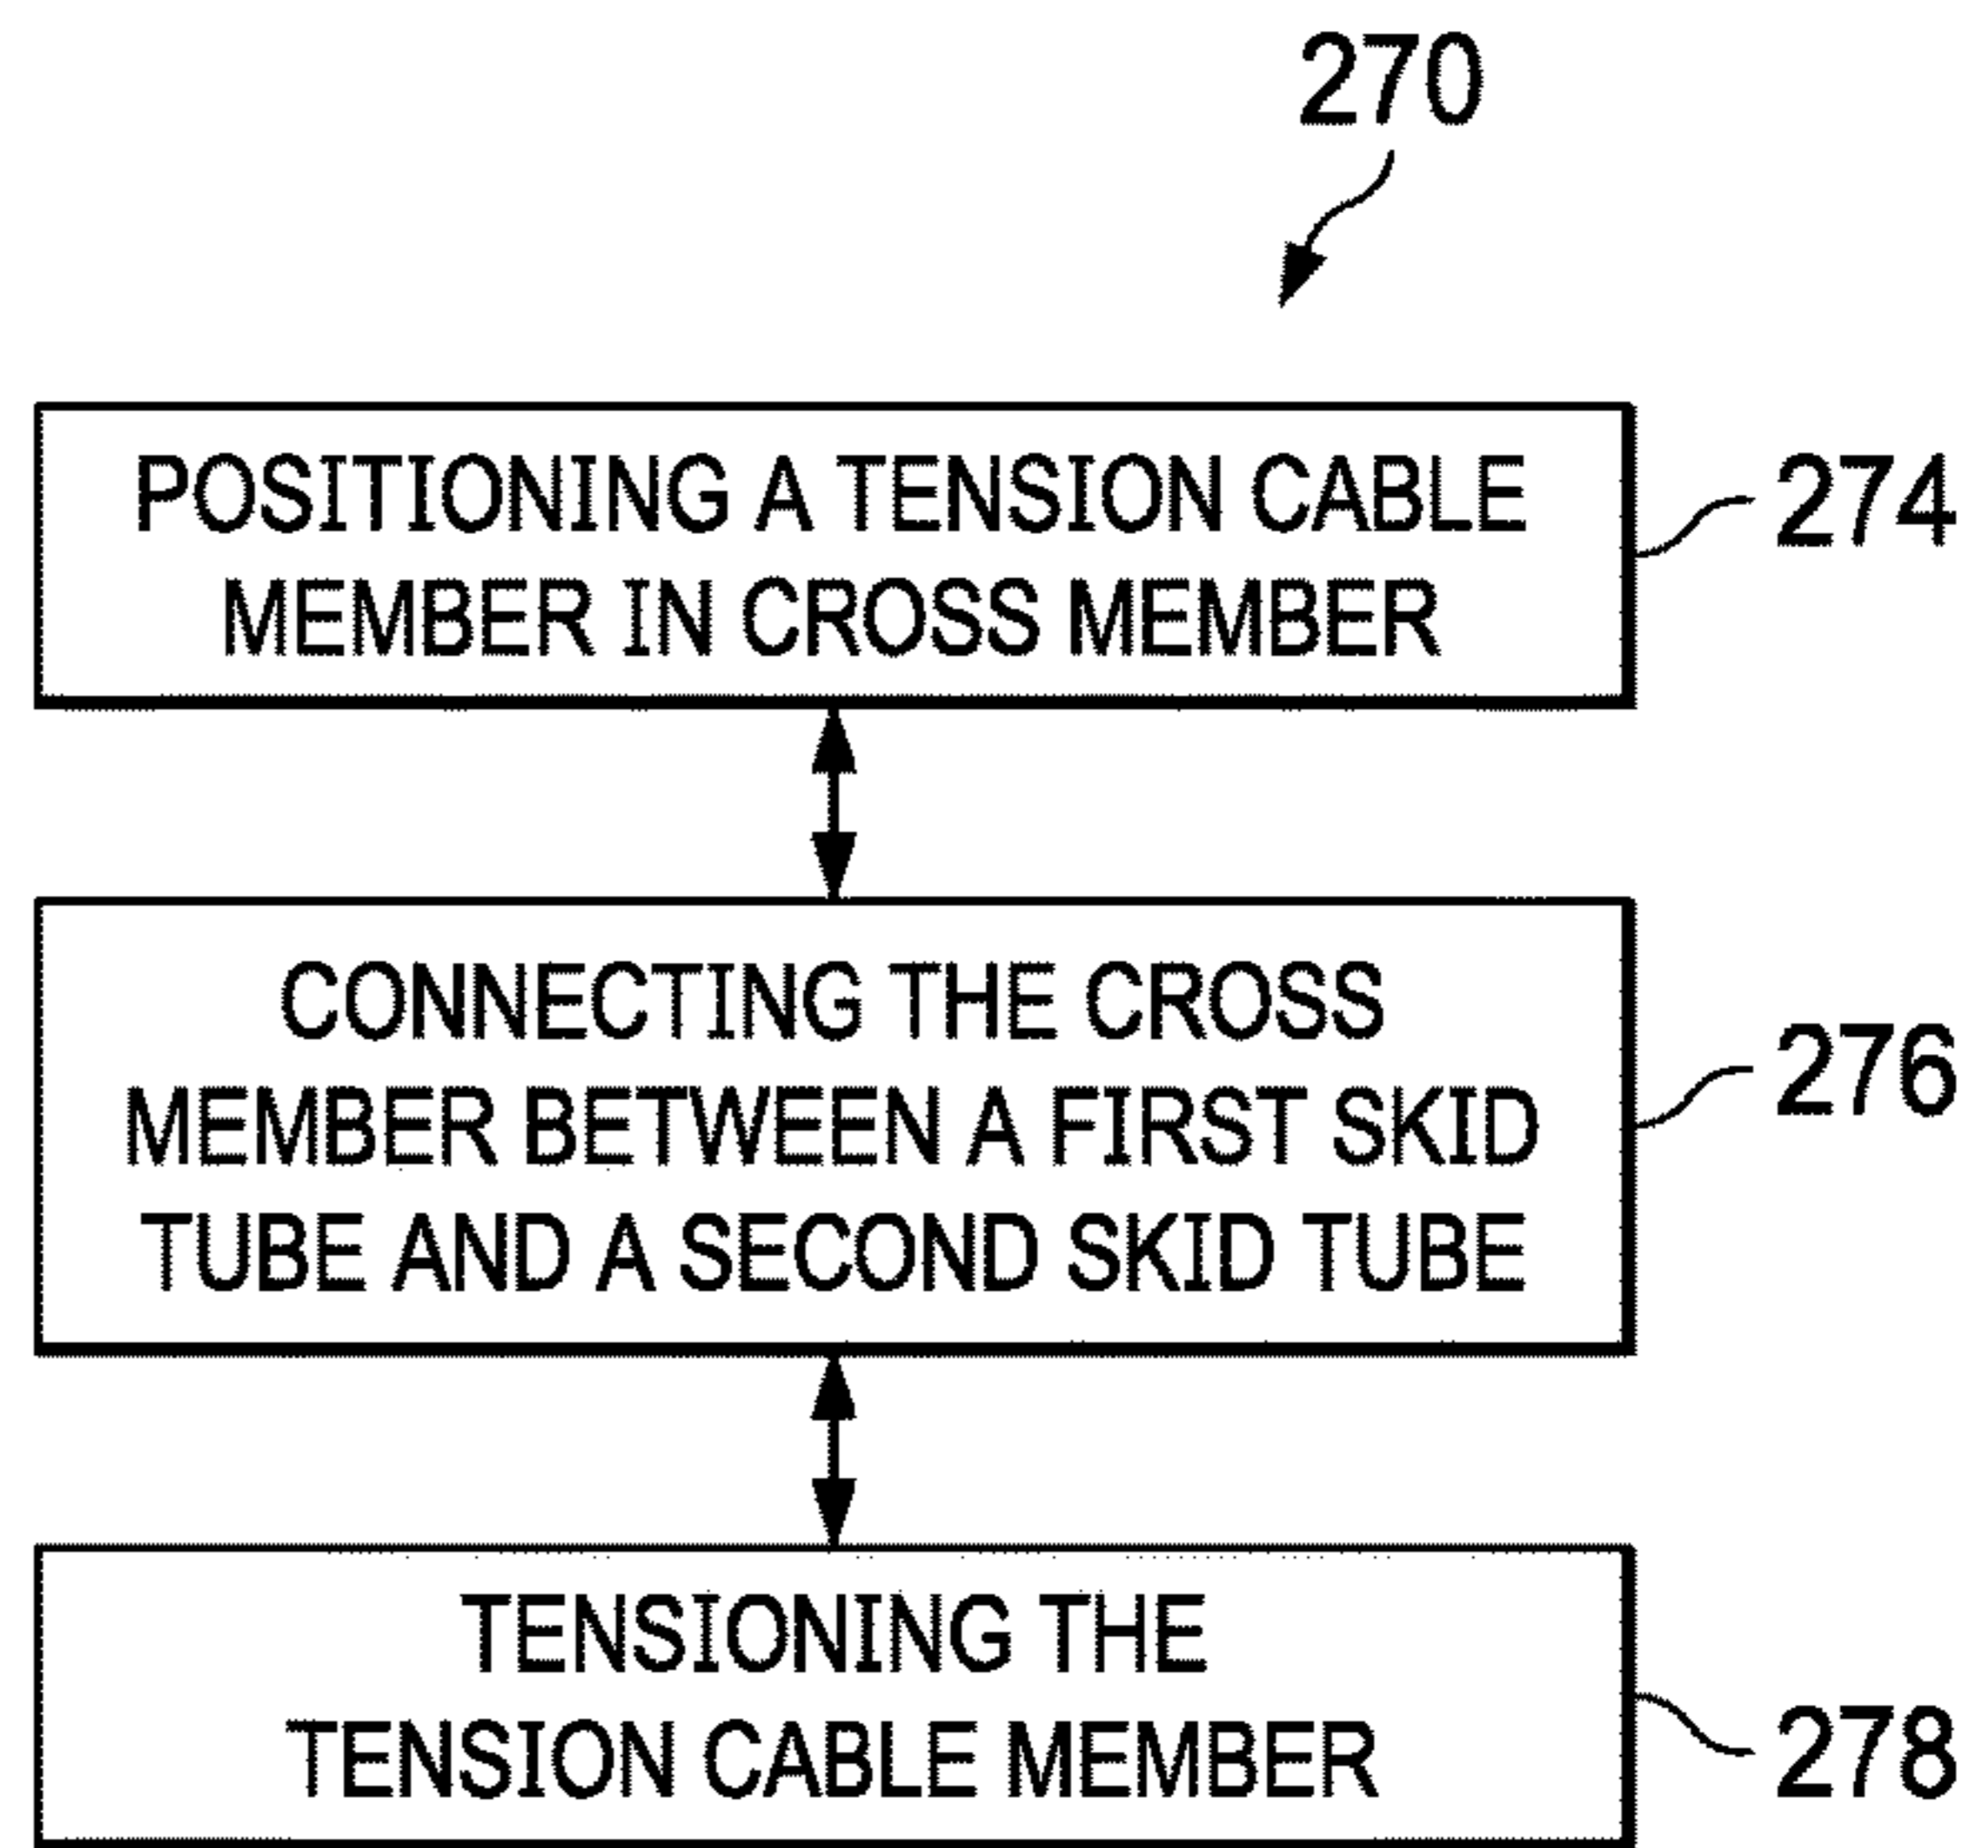 270
POSITIONING A TENSION CABLE
MEMBER IN CROSS MEMBER
274
CONNECTING THE CROSS
MEMBER BETWEEN A FIRST SKID
TUBE AND A SECOND SKID TUBE
276
TENSIONING THE
TENSION CABLE MEMBER
278